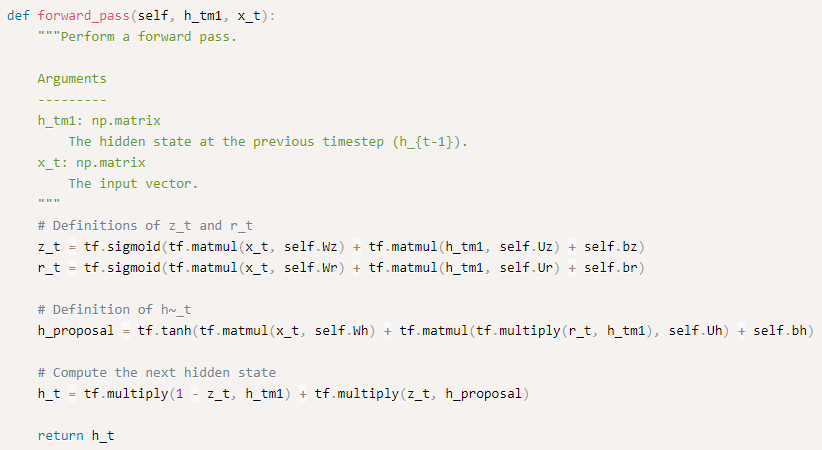 def forward_pass(self, h_tm1, x_t):
    """Perform a forward pass.

    Arguments
    ---------
    h_tm1: np.matrix
        The hidden state at the previous timestep (h_{t-1}).
    x_t: np.matrix
        The input vector.
    """
    # Definitions of z_t and r_t
    z_t = tf.sigmoid(tf.matmul(x_t, self.Wz) + tf.matmul(h_tm1, self.Uz) + self.bz)
    r_t = tf.sigmoid(tf.matmul(x_t, self.Wr) + tf.matmul(h_tm1, self.Ur) + self.br)

    # Definition of h~_t
    h_proposal = tf.tanh(tf.matmul(x_t, self.Wh) + tf.matmul(tf.multiply(r_t, h_tm1), self.Uh) + self.bh)

    # Compute the next hidden state
    h_t = tf.multiply(1 - z_t, h_tm1) + tf.multiply(z_t, h_proposal)

    return h_t